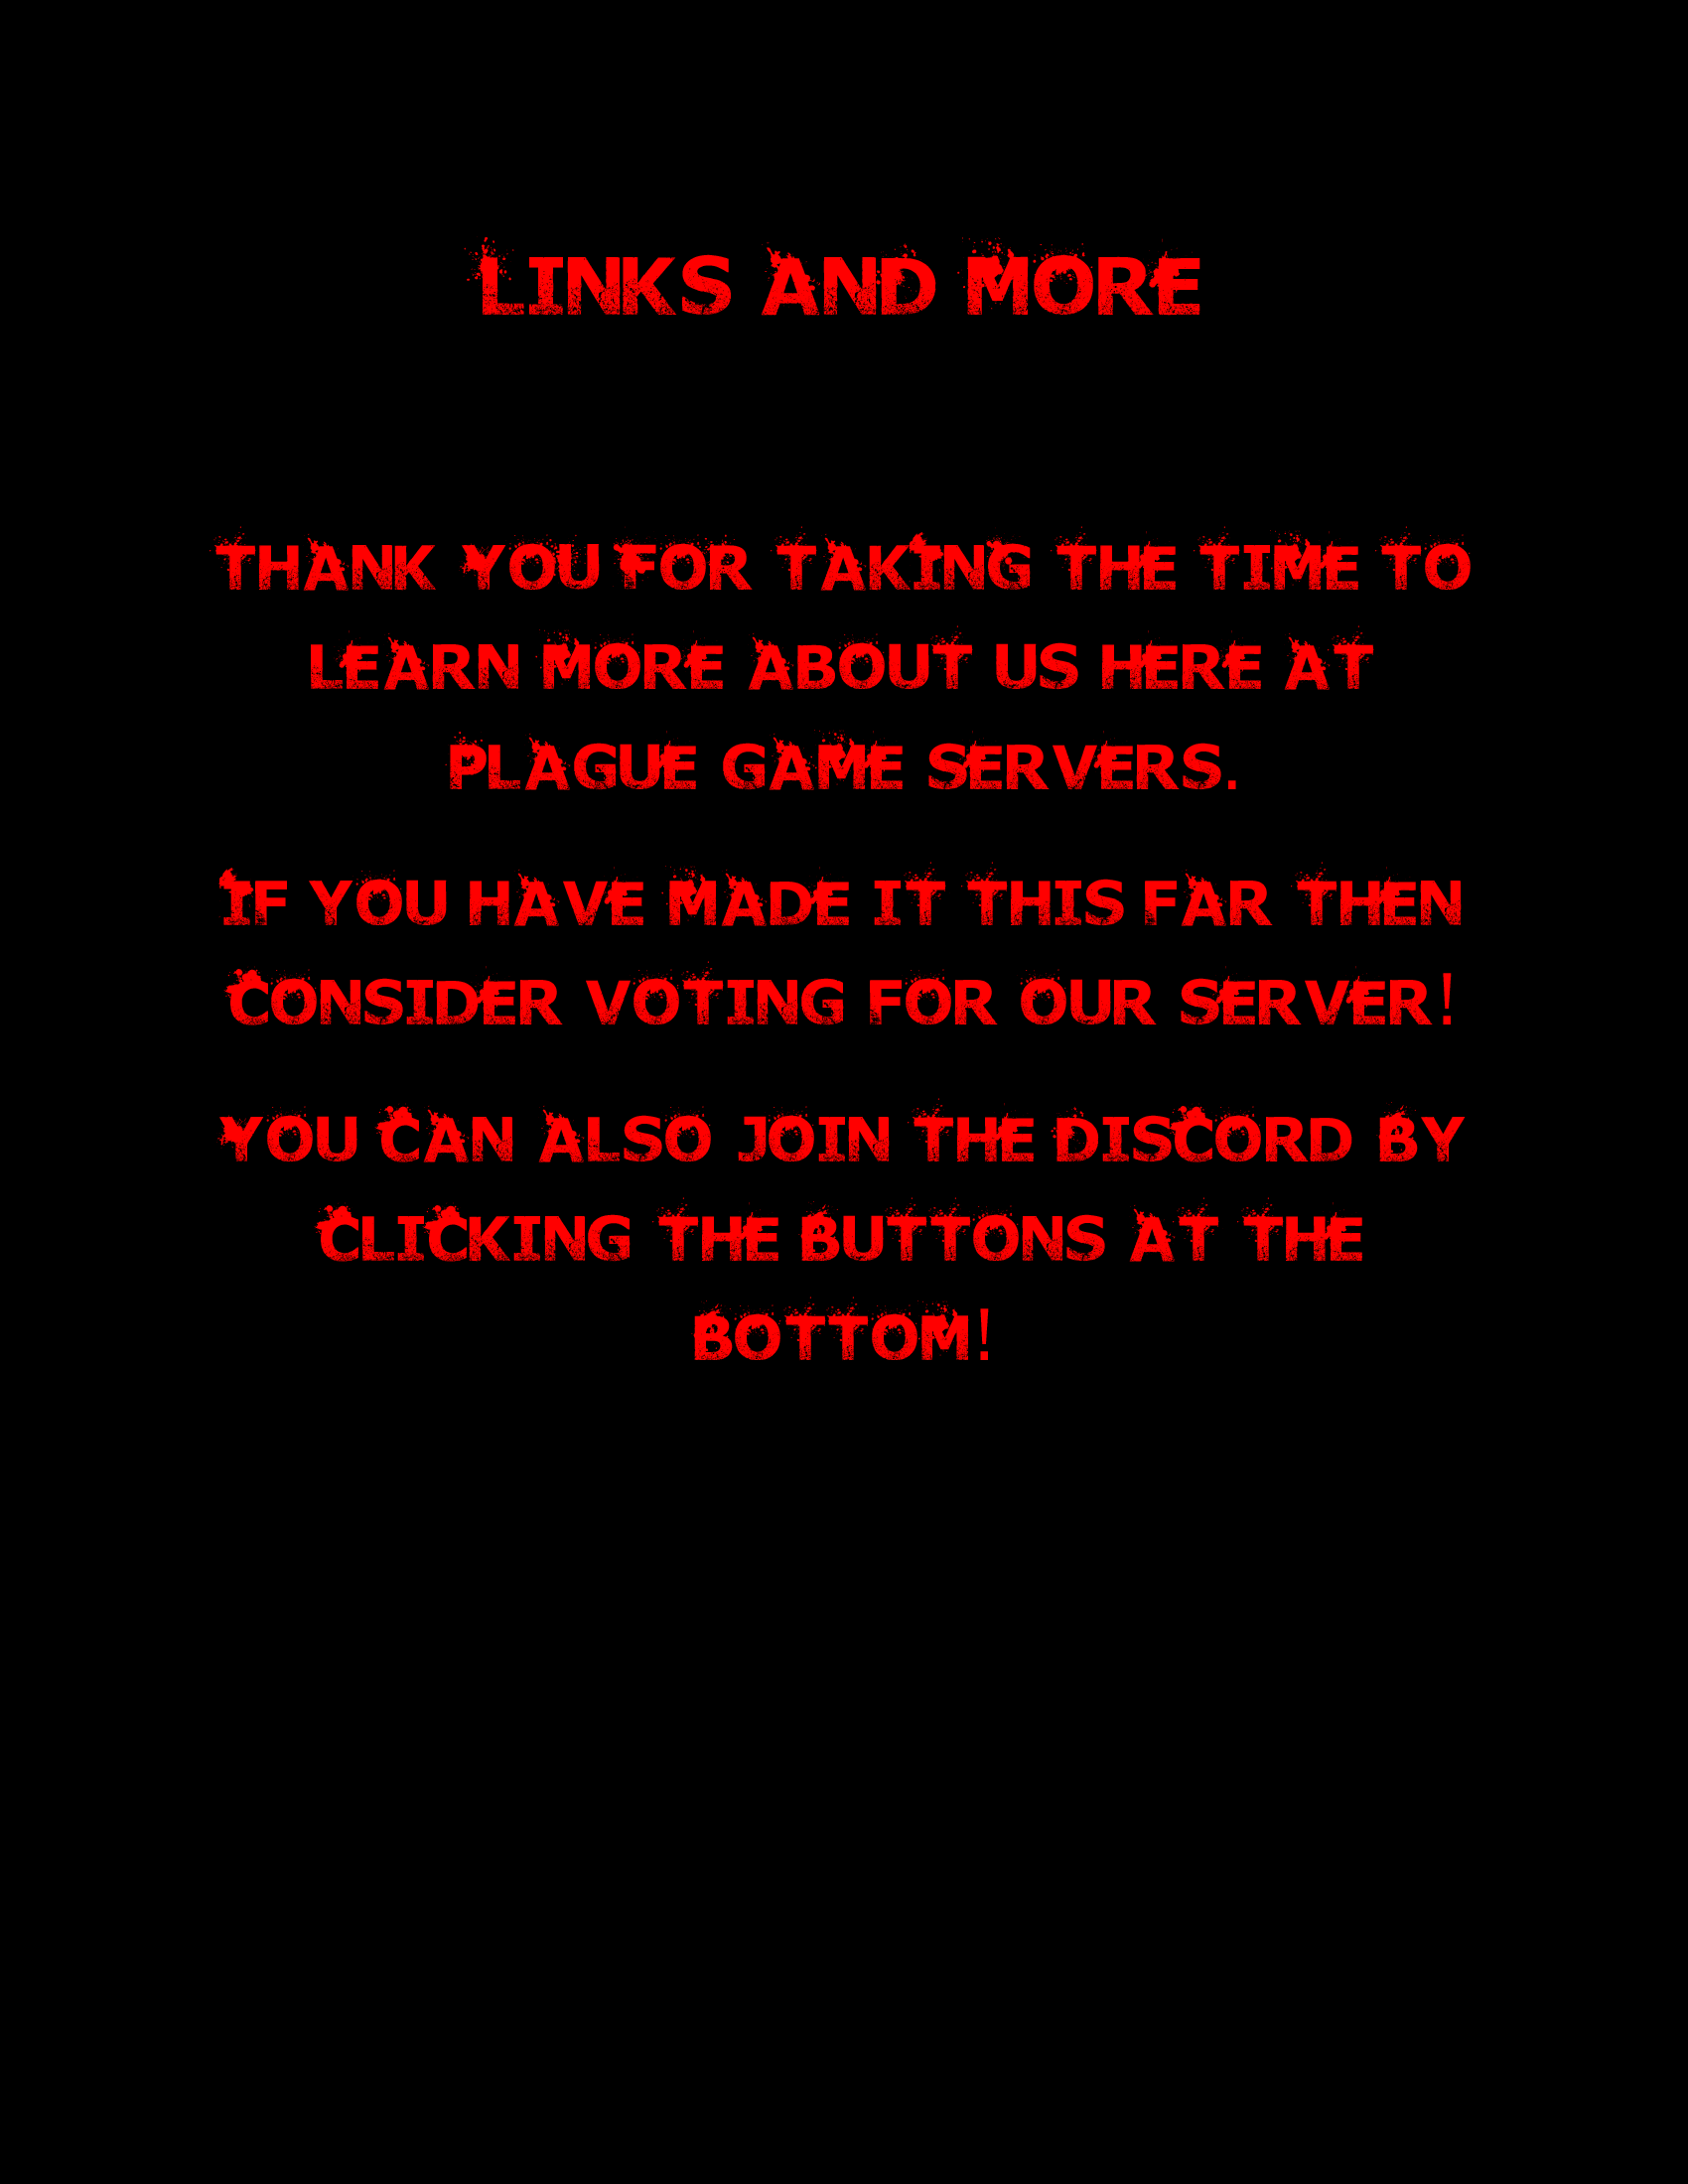 LINKS AND MORE
THANK YOU FOR TAKING THE TIME TO
LEARN MORE ABOUT US HERE AT
PLAGUE GAME SERVERS.
IF YOU HAVE MADE IT THIS FAR THEN
CONSIDER VOTING FOR OUR SERVER!
YOU CAN ALSO JOIN THE DISCORD BY
CLICKING THE BUTTONS AT THE
BOTTOM!